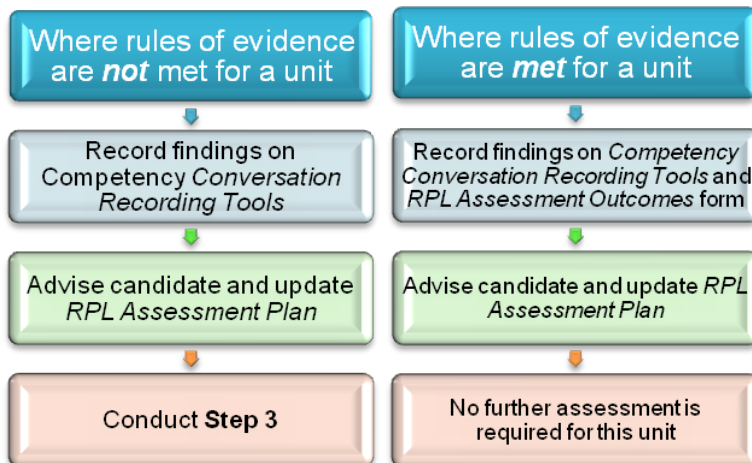 Where rules of evidence
are not met for a unit
Record findings on
Competency Conversation
Recording Tools
Advise candidate and update
RPL Assessment Plan
Conduct Step 3
Where rules of evidence
are met for a unit
Record findings on Competency
Conversation Recording Tools and
RPL Assessment Outcomes form
Advise candidate and update RPL
Assessment Plan
No further assessment is
required for this unit